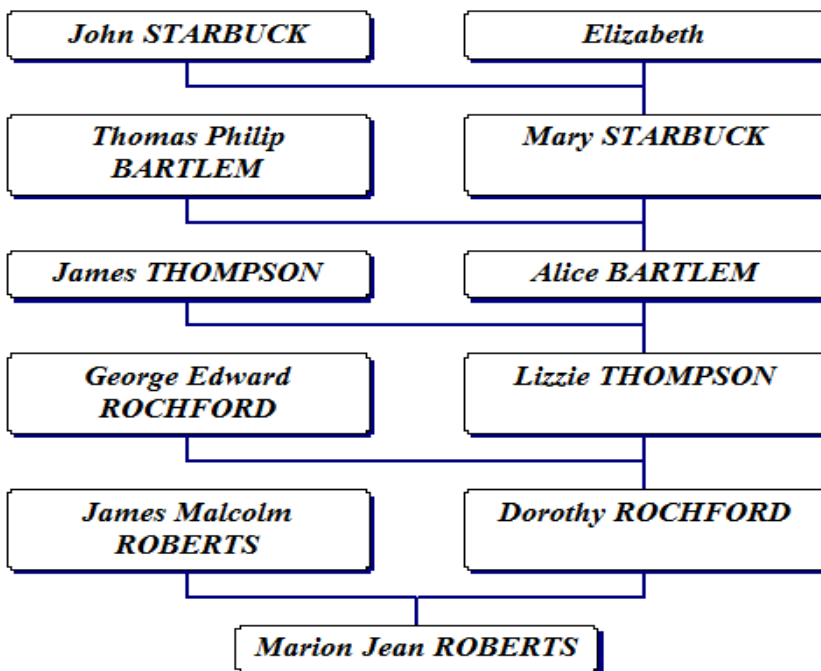 John STARBUCK
Elizabeth
Thomas Philip
BARTLEM
Mary STARBUCK
James THOMPSON
Alice BARTLEM
George Edward
ROCHFORD
Lizzie THOMPSON
James Malcolm
ROBERTS
Dorothy ROCHFORD
Marion Jean ROBERTS